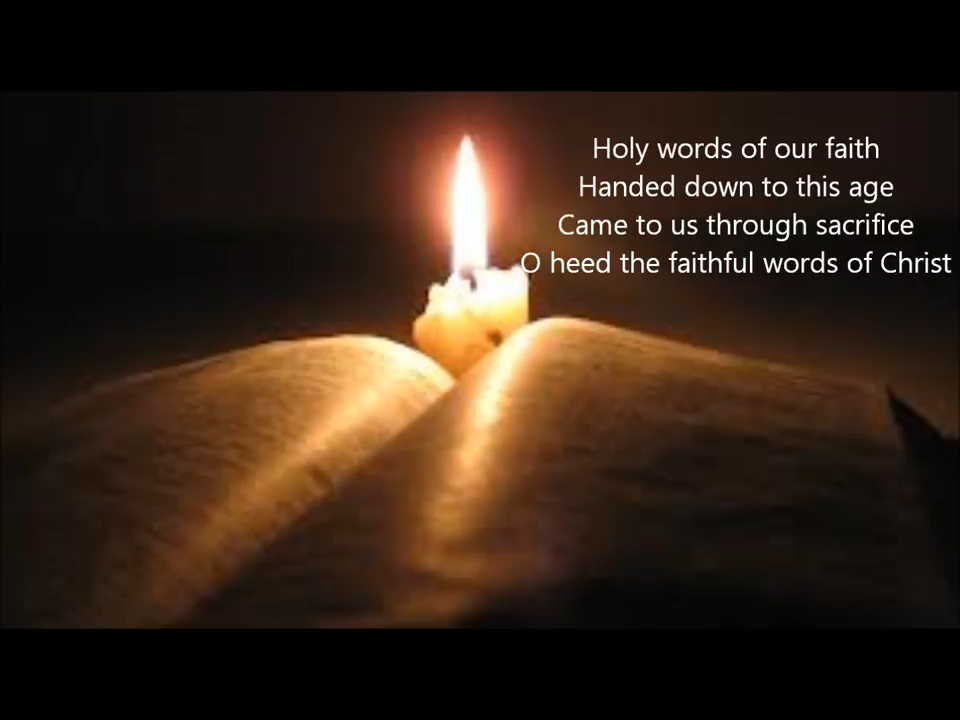 Holy words of our faith
Handed down to this age
Came to us through sacrifice
O heed the faithful words of Christ